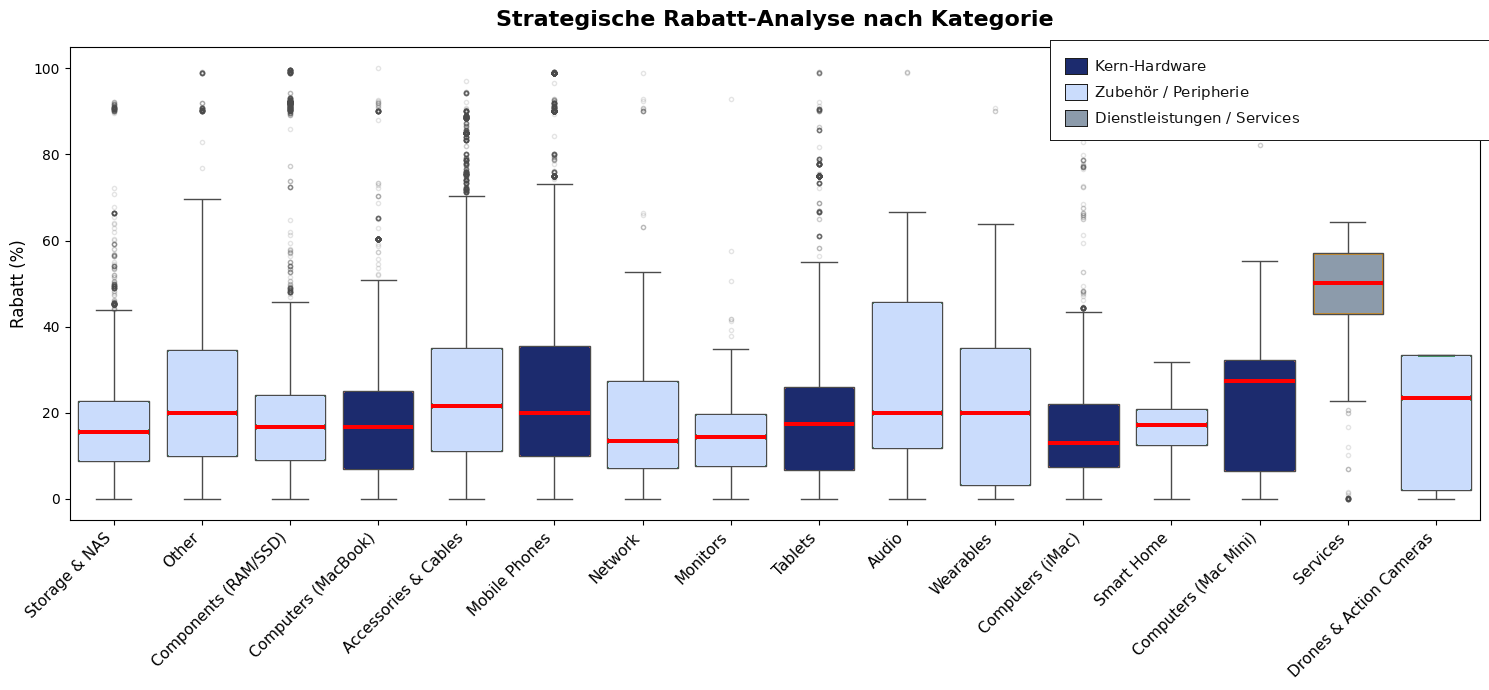 Strategische Rabatt-Analyse nach Kategorie
Kern-Hardware
Zubehör / Peripherie
Dienstleistungen / Services
Rabatt (%)
100
80
60
40
20
0
Storage & NAS
Other
Components (RAM/SSD)
Computers (MacBook)
Accessories & Cables
Mobile Phones
Network
Monitors
Tablets
Audio
Wearables
Computers (iMac)
Smart Home
Computers (Mac Mini)
Services
Drones & Action Cameras